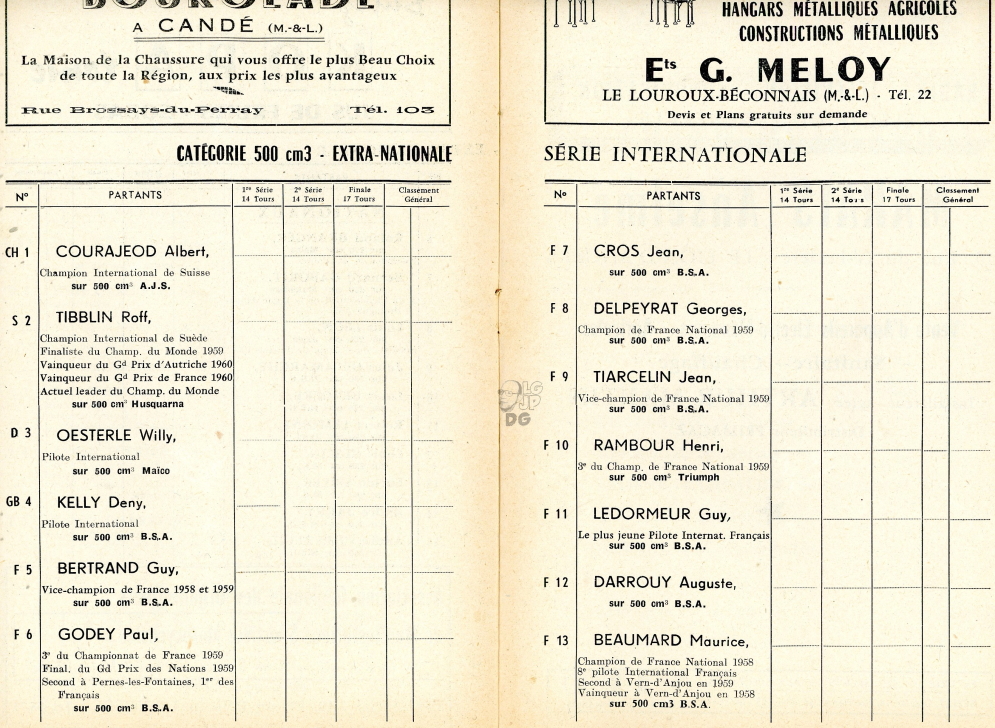 A CANDÉ (M.-&-L.)
La Maison de la Chaussure qui vous offre le plus Beau Choix
de toute la Région, aux prix les plus avantageux
Rue Brossays-du-Perray Tél. 103
CATÉGORIE 500 cm3 - EXTRA-NATIONALE
N° PARTANTS 1re Série 14 Tours 2e Série 14 Tours Finale 17 Tours Classement Général
CH 1 COURAJEOD Albert,
Champion International de Suisse
sur 500 cm3 A.J.S.
S 2 TIBBLIN Roff,
Champion International de Suède
Finaliste du Champ. du Monde 1959
Vainqueur du Gd Prix d'Autriche 1960
Vainqueur du Gd Prix de France 1960
Actuel leader du Champ. du Monde
sur 500 cm3 Husquarna
D 3 OESTERLE Willy,
Pilote International
sur 500 cm3 Maïco
GB 4 KELLY Deny,
Pilote International
sur 500 cm3 B.S.A.
F 5 BERTRAND Guy,
Vice-champion de France 1958 et 1959
sur 500 cm3 B.S.A.
F 6 GODEY Paul,
3e du Championnat de France 1959
Final. du Gd Prix des Nations 1959
Second à Pernes-les-Fontaines, 1er des
Français
sur 500 cm3 B.S.A.
HANGARS MÉTALLIQUES AGRICOLES
CONSTRUCTIONS MÉTALLIQUES
Ets G. MELOY
LE LOUROUX-BÉCONNAIS (M.-&-L.) - Tél. 22
Devis et Plans gratuits sur demande
SÉRIE INTERNATIONALE
N° PARTANTS 1re Série 14 Tours 2e Série 14 Tours Finale 17 Tours Classement Général
F 7 CROS Jean,
sur 500 cm3 B.S.A.
F 8 DELPEYRAT Georges,
Champion de France National 1959
sur 500 cm3 B.S.A.
F 9 TIARCELIN Jean,
Vice-champion de France National 1959
sur 500 cm3 B.S.A.
F 10 RAMBOUR Henri,
3e du Champ. de France National 1959
sur 500 cm3 Triumph
F 11 LEDORMEUR Guy,
Le plus jeune Pilote Internat. Français
sur 500 cm3 B.S.A.
F 12 DARROUY Auguste,
sur 500 cm3 B.S.A.
F 13 BEAUMARD Maurice,
Champion de France National 1958
8e pilote International Français
Second à Vern-d'Anjou en 1959
Vainqueur à Vern-d'Anjou en 1958
sur 500 cm3 B.S.A.
LG
JP
DG